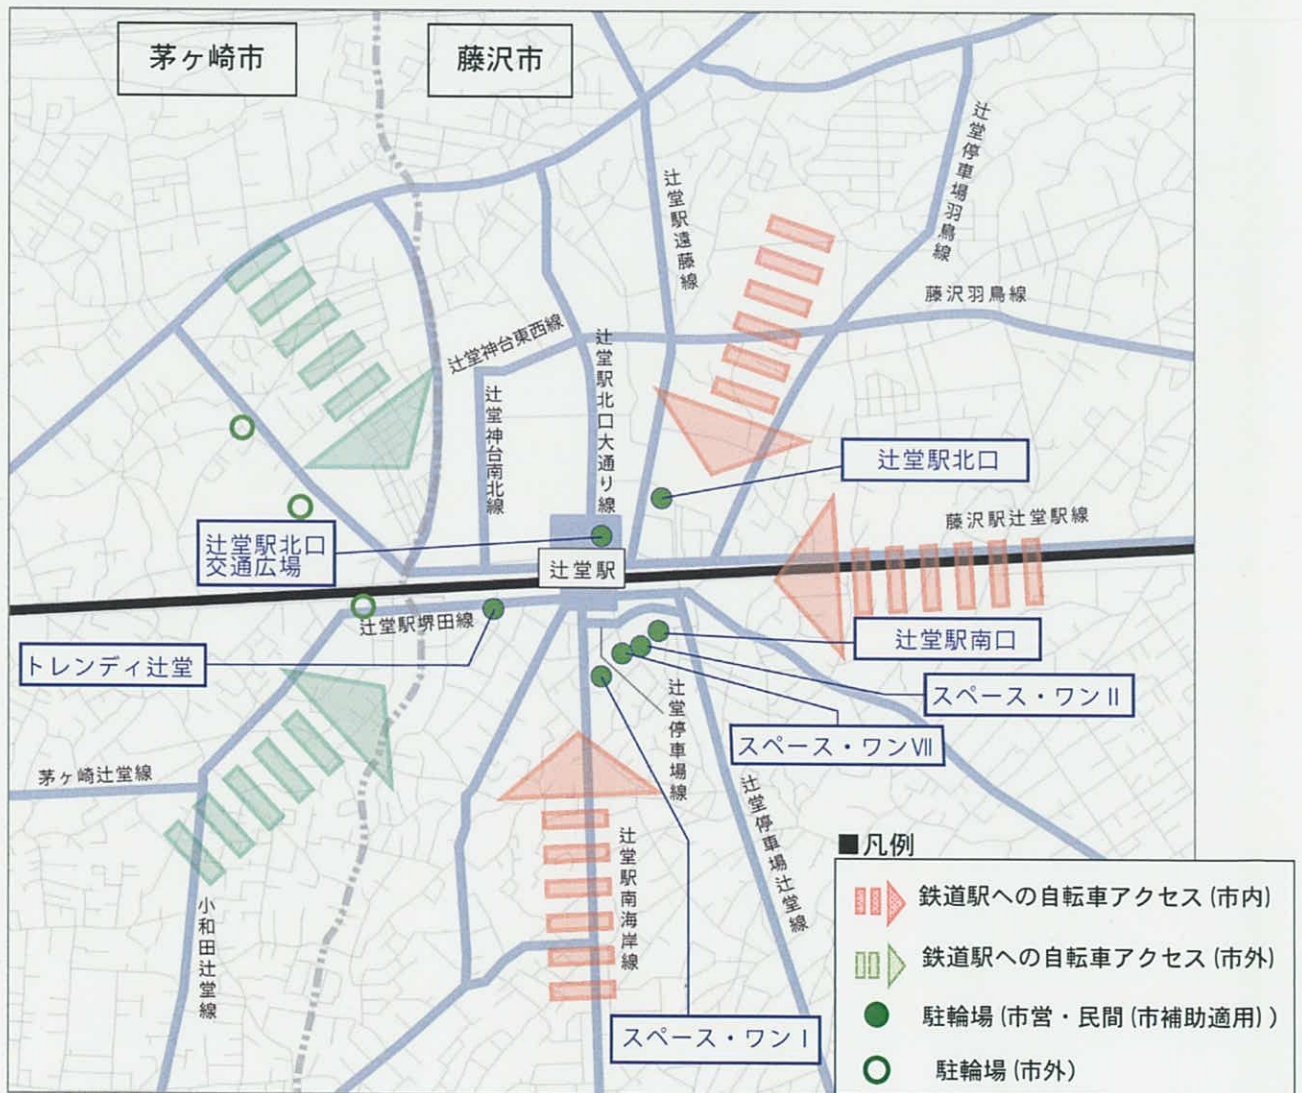 茅ヶ崎市
藤沢市
辻堂停車場羽鳥線
辻堂駅遠藤線
藤沢羽鳥線
辻堂神台東西線
辻堂駅北口大通り線
辻堂神台南北線
辻堂駅北口
藤沢駅辻堂駅線
辻堂駅北口
交通広場
辻堂駅
辻堂駅堺田線
辻堂駅南口
トレンディ辻堂
スペース・ワンⅡ
辻堂停車場線
スペース・ワンⅦ
茅ヶ崎辻堂線
辻堂停車場辻堂線
辻堂駅南海岸線
小和田辻堂線
スペース・ワンⅠ
■凡例
鉄道駅への自転車アクセス(市内)
鉄道駅への自転車アクセス(市外)
駐輪場(市営・民間(市補助適用))
駐輪場(市外)